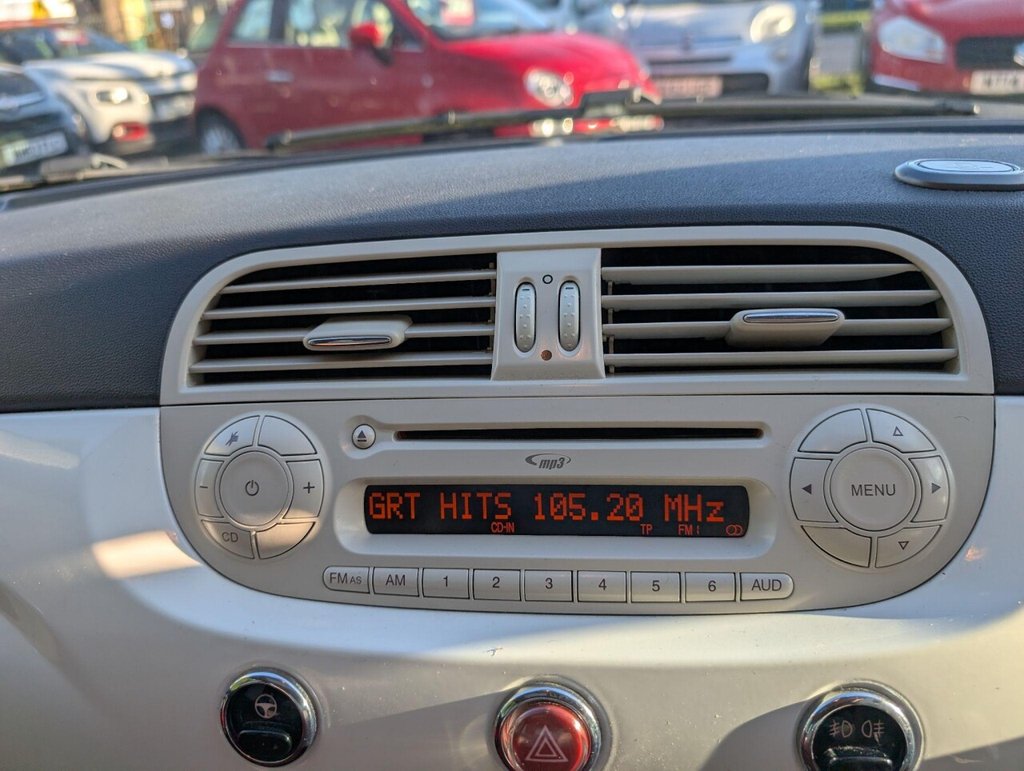 mp3
GRT HITS 105.20 MHz
CD-IN TP FM 1
− +
CD
MENU
FM AS AM 1 2 3 4 5 6 AUD